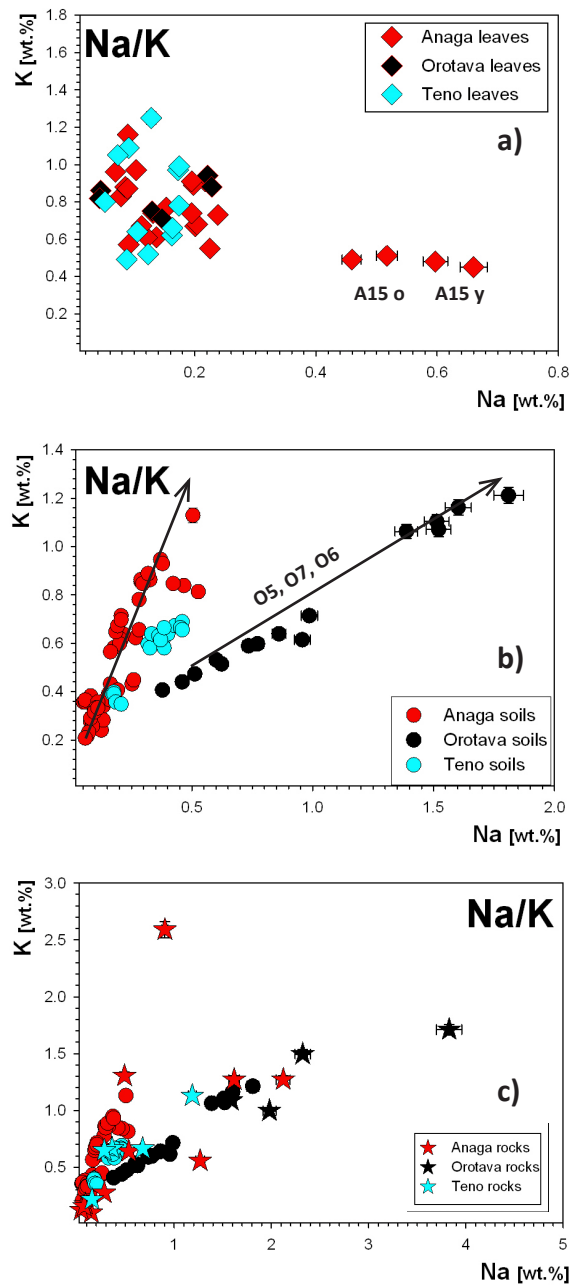 K [wt.%]
1.8
1.6
1.4
1.2
1.0
0.8
0.6
0.4
0.2
Na/K
Anaga leaves
Orotava leaves
Teno leaves
a)
A15 o
A15 y
0.2
0.4
0.6
0.8
Na [wt.%]
K [wt.%]
1.4
1.2
1.0
0.8
0.6
0.4
0.2
Na/K
O5, O7, O6
b)
Anaga soils
Orotava soils
Teno soils
0.5
1.0
1.5
2.0
Na [wt.%]
K [wt.%]
3.0
2.5
2.0
1.5
1.0
0.5
Na/K
c)
Anaga rocks
Orotava rocks
Teno rocks
1
2
3
4
5
Na [wt.%]